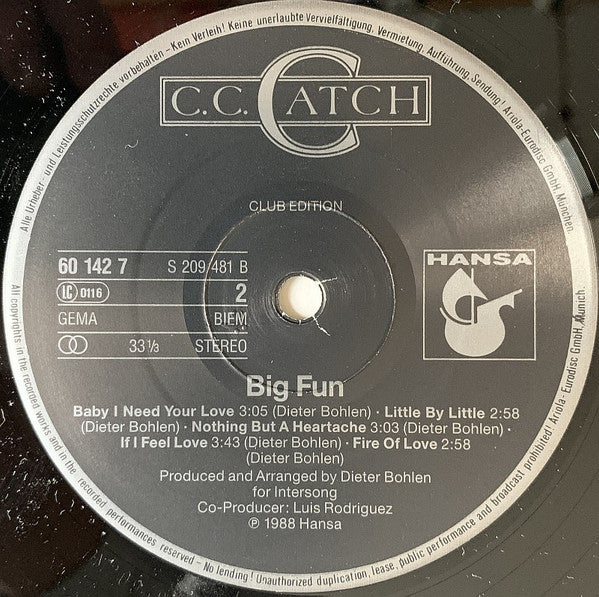 Alle Urheber- und Leistungsschutzrechte vorbehalten - Kein Verleih! Keine unerlaubte Vervielfältigung, Vermietung, Aufführung, Sendung! Ariola-Eurodisc GmbH, München.
C.C. CATCH
CLUB EDITION
60 142 7 S 209 481 B
LC 0116 2
GEMA BIEM
33 1/3 STEREO
HANSA
Big Fun
Baby I Need Your Love 3:05 (Dieter Bohlen) · Little By Little 2:58
(Dieter Bohlen) · Nothing But A Heartache 3:03 (Dieter Bohlen) ·
If I Feel Love 3:43 (Dieter Bohlen) · Fire Of Love 2:58
(Dieter Bohlen)
Produced and Arranged by Dieter Bohlen
for Intersong
Co-Producer: Luis Rodriguez
℗ 1988 Hansa
All copyrights in the recorded works and in the recorded performances reserved - No lending! Unauthorized duplication, lease, public performance and broadcast prohibited! Ariola-Eurodisc GmbH, Munich.